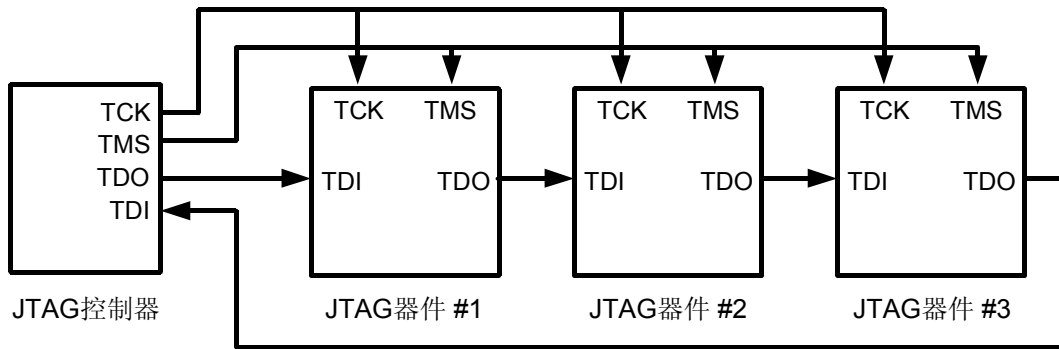 TCK
TMS
TDO
TDI
JTAG控制器
TCK TMS
TDI TDO
JTAG器件 #1
TCK TMS
TDI TDO
JTAG器件 #2
TCK TMS
TDI TDO
JTAG器件 #3